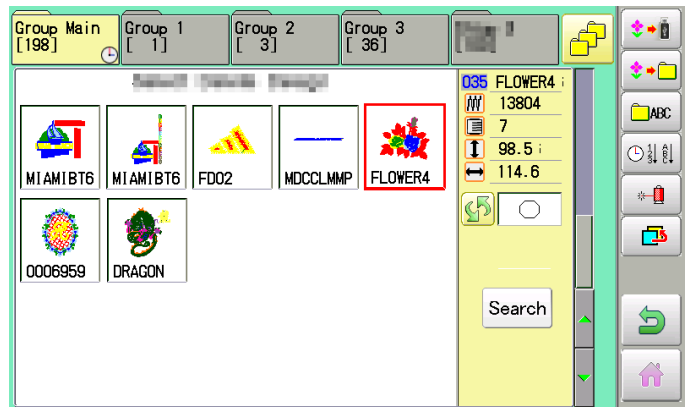 Group Main
[198]
Group 1
[ 1]
Group 2
[ 3]
Group 3
[ 36]
MIAMIBT6
MIAMIBT6
FD02
MDCCLMMP
FLOWER4
0006959
DRAGON
035 FLOWER4
13804
7
98.5
114.6
Search
ABC